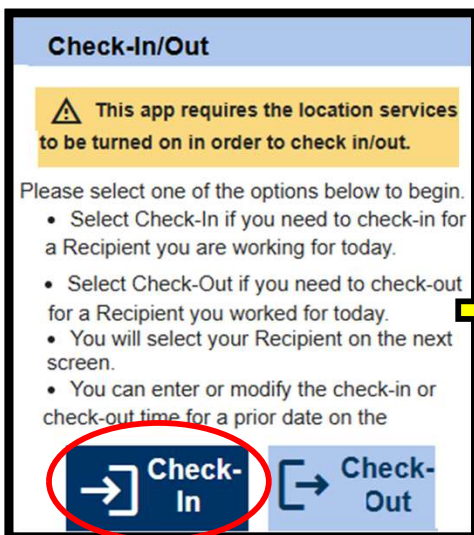 Check-In/Out
This app requires the location services
to be turned on in order to check in/out.
Please select one of the options below to begin.
• Select Check-In if you need to check-in for
a Recipient you are working for today.
• Select Check-Out if you need to check-out
for a Recipient you worked for today.
• You will select your Recipient on the next
screen.
• You can enter or modify the check-in or
check-out time for a prior date on the
Check-
In
Check-
Out